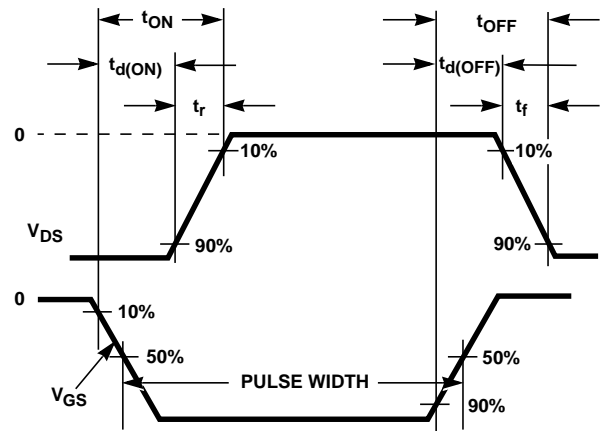 tON
tOFF
td(ON)
td(OFF)
tr
tf
0
10%
10%
VDS
90%
90%
0
10%
50%
50%
VGS
PULSE WIDTH
90%